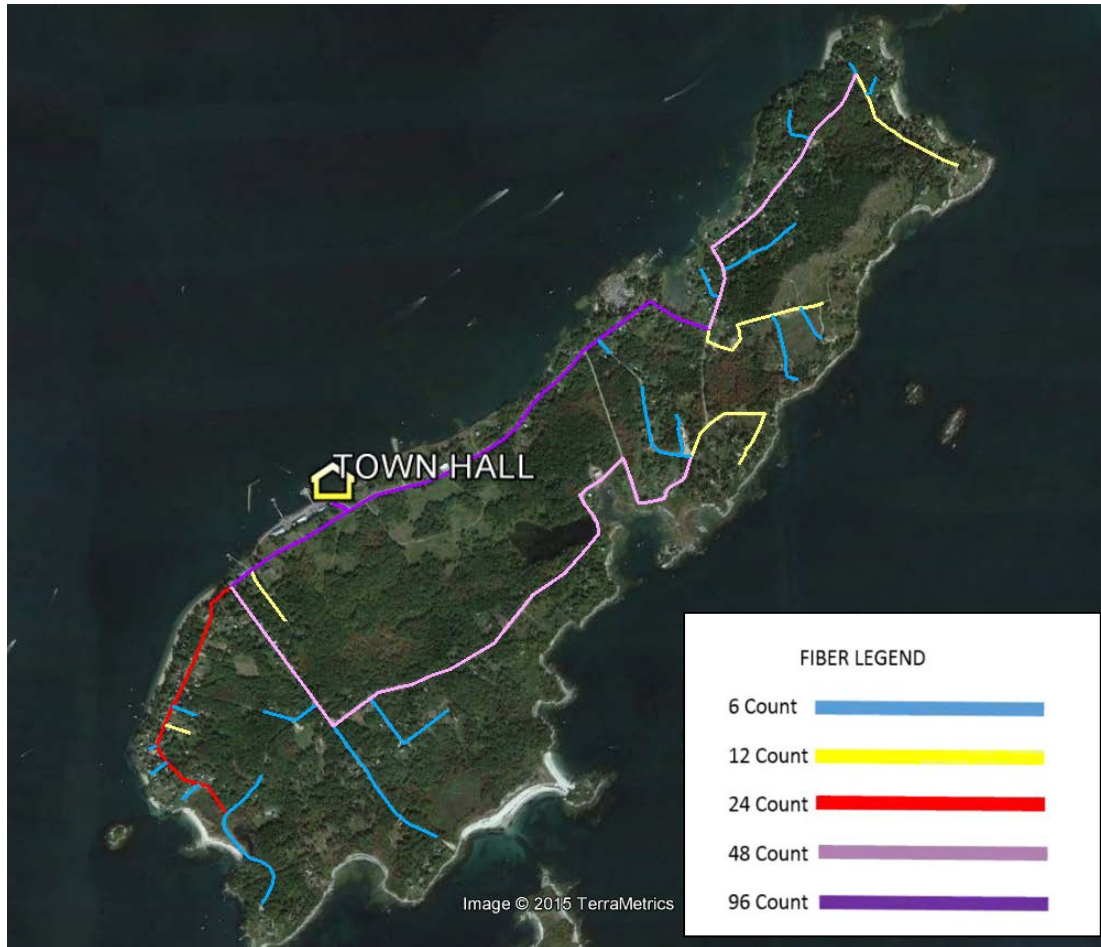 TOWN HALL
FIBER LEGEND
6 Count
12 Count
24 Count
48 Count
96 Count
Image © 2015 TerraMetrics